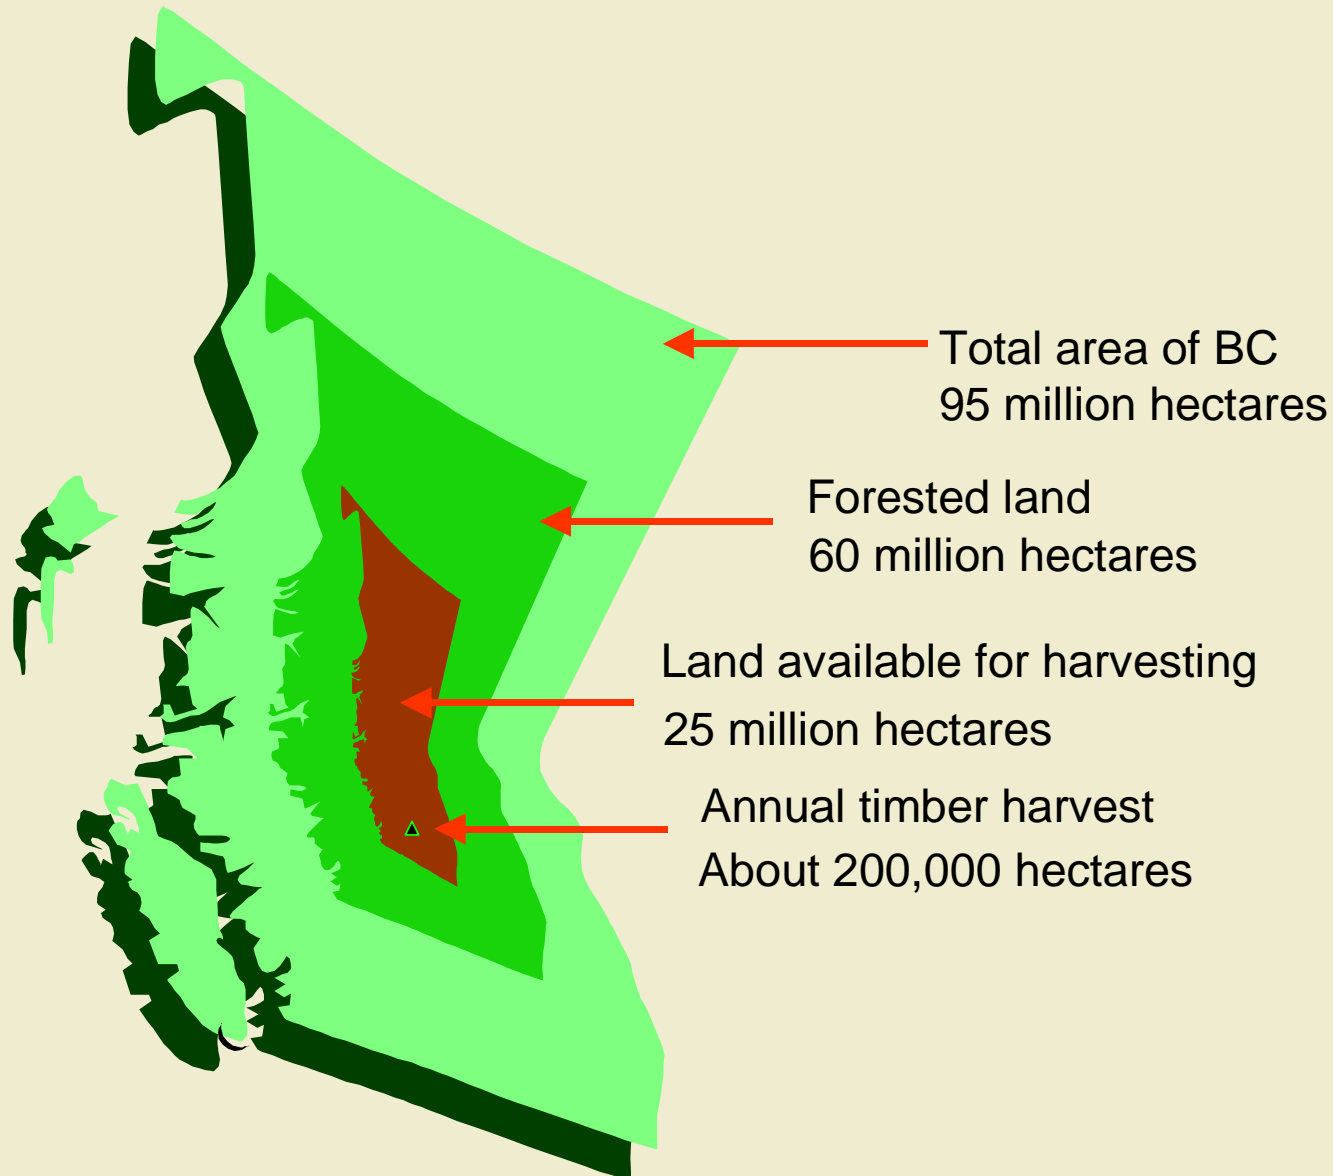 Total area of BC
95 million hectares
Forested land
60 million hectares
Land available for harvesting
25 million hectares
Annual timber harvest
About 200,000 hectares